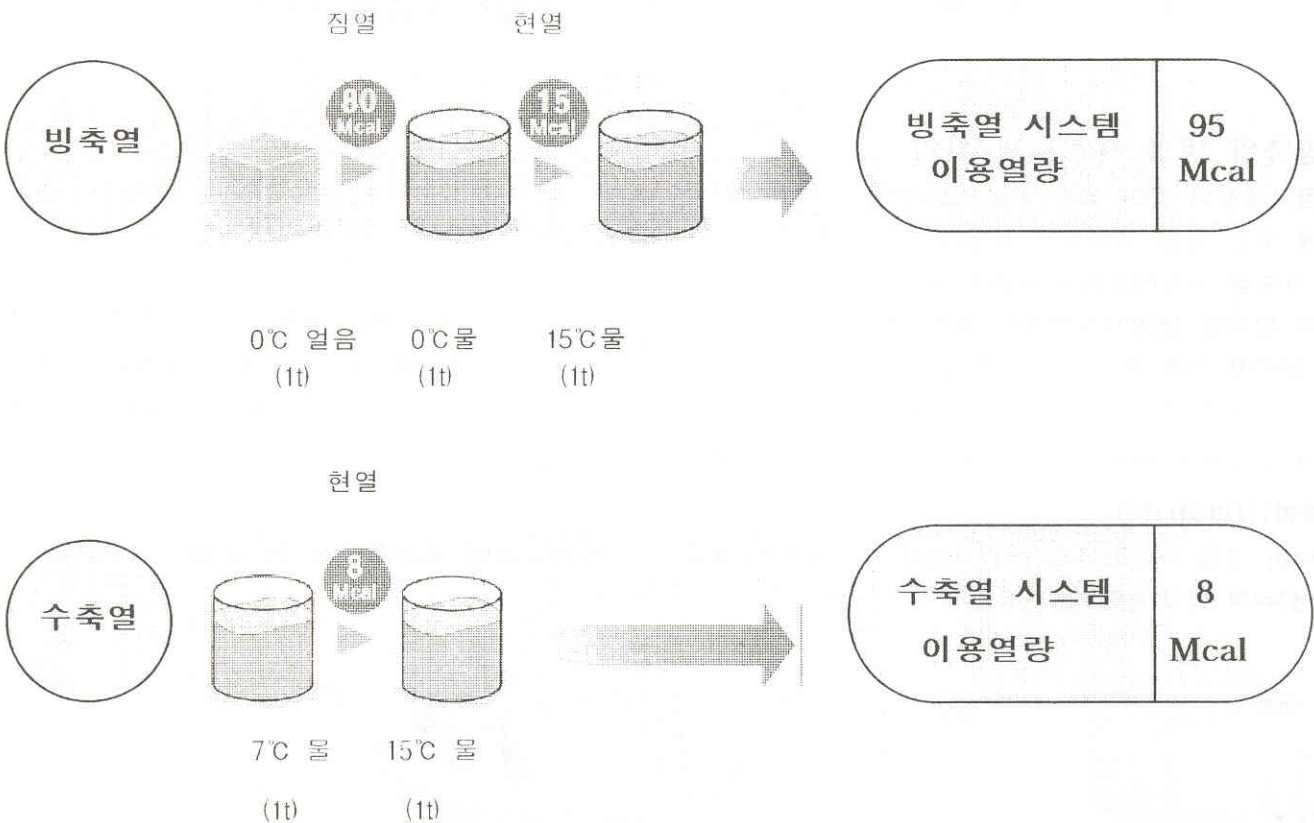 잠열 현열
빙축열
80
Mcal
15
Mcal
빙축열 시스템 95
이용열량 Mcal
0℃ 얼음 0℃물 15℃물
(1t) (1t) (1t)
현열
수축열
8
Mcal
수축열 시스템 8
이용열량 Mcal
7℃ 물 15℃ 물
(1t) (1t)